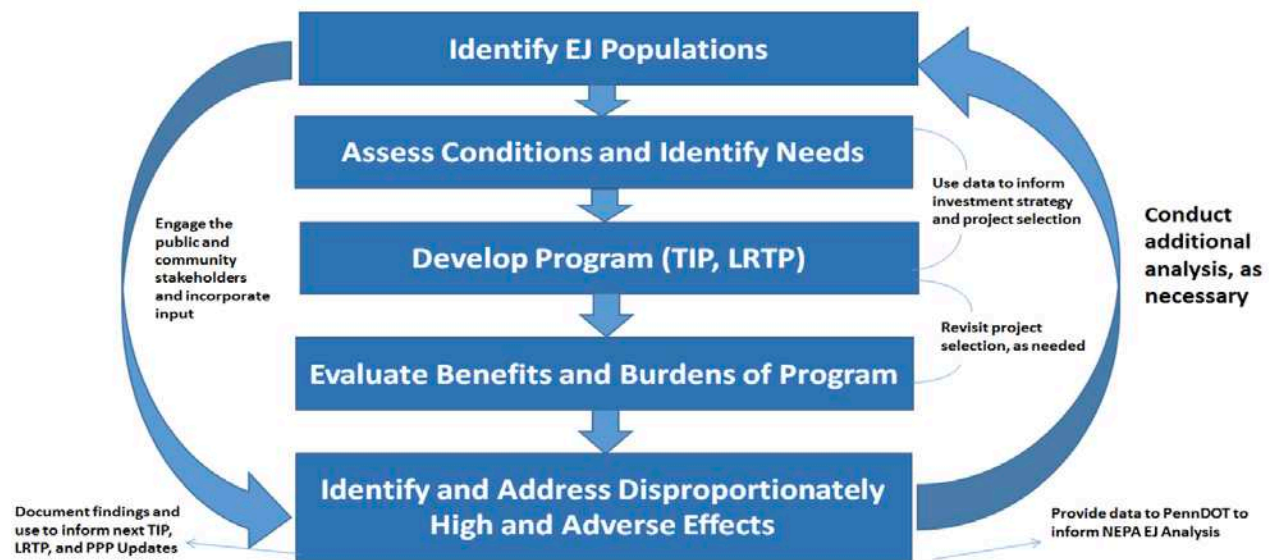 Identify EJ Populations
Assess Conditions and Identify Needs
Use data to inform
investment strategy
and project selection
Engage the
public and
community
stakeholders
and incorporate
input
Conduct
additional
analysis, as
necessary
Develop Program (TIP, LRTP)
Revisit project
selection, as needed
Evaluate Benefits and Burdens of Program
Identify and Address Disproportionately
High and Adverse Effects
Document findings and
use to inform next TIP,
LRTP, and PPP Updates
Provide data to PennDOT to
inform NEPA EJ Analysis